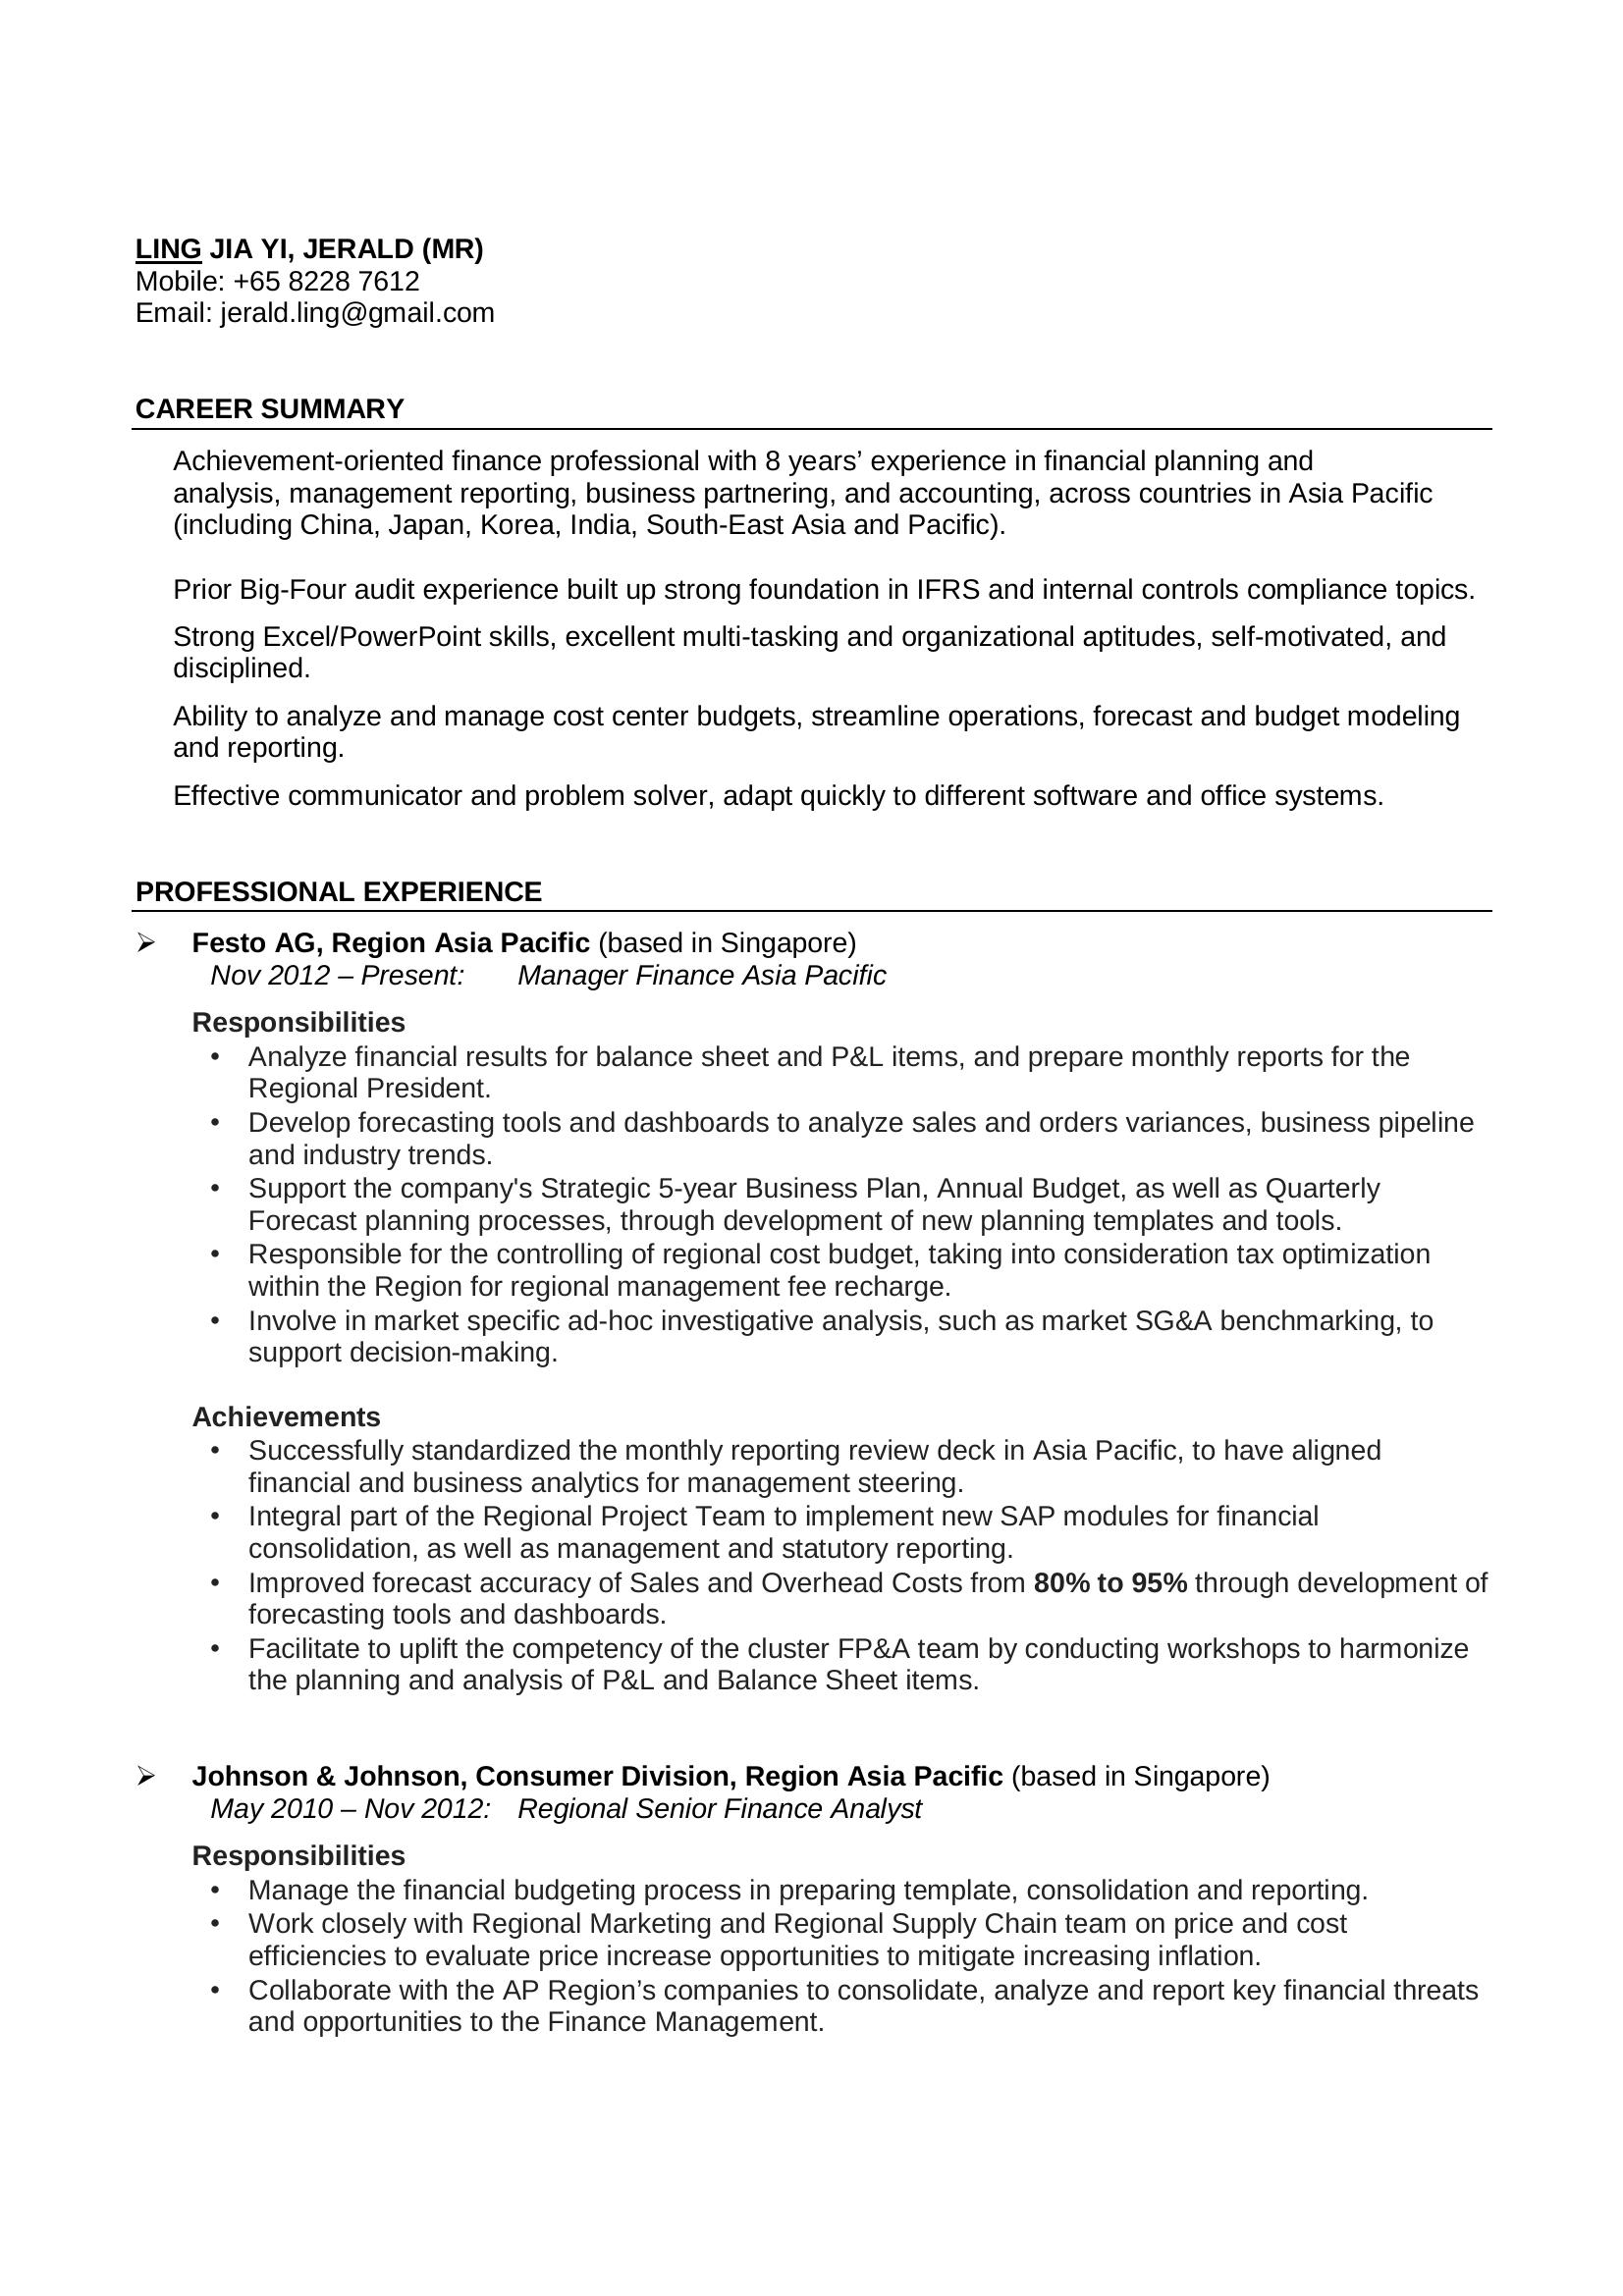 LING JIA YI, JERALD (MR)
Mobile: +65 8228 7612
Email: jerald.ling@gmail.com
CAREER SUMMARY
Achievement-oriented finance professional with 8 years’ experience in financial planning and
analysis, management reporting, business partnering, and accounting, across countries in Asia Pacific
(including China, Japan, Korea, India, South-East Asia and Pacific).
Prior Big-Four audit experience built up strong foundation in IFRS and internal controls compliance topics.
Strong Excel/PowerPoint skills, excellent multi-tasking and organizational aptitudes, self-motivated, and
disciplined.
Ability to analyze and manage cost center budgets, streamline operations, forecast and budget modeling
and reporting.
Effective communicator and problem solver, adapt quickly to different software and office systems.
PROFESSIONAL EXPERIENCE
➢ Festo AG, Region Asia Pacific (based in Singapore)
Nov 2012 – Present: Manager Finance Asia Pacific
Responsibilities
• Analyze financial results for balance sheet and P&L items, and prepare monthly reports for the
Regional President.
• Develop forecasting tools and dashboards to analyze sales and orders variances, business pipeline
and industry trends.
• Support the company's Strategic 5-year Business Plan, Annual Budget, as well as Quarterly
Forecast planning processes, through development of new planning templates and tools.
• Responsible for the controlling of regional cost budget, taking into consideration tax optimization
within the Region for regional management fee recharge.
• Involve in market specific ad-hoc investigative analysis, such as market SG&A benchmarking, to
support decision-making.
Achievements
• Successfully standardized the monthly reporting review deck in Asia Pacific, to have aligned
financial and business analytics for management steering.
• Integral part of the Regional Project Team to implement new SAP modules for financial
consolidation, as well as management and statutory reporting.
• Improved forecast accuracy of Sales and Overhead Costs from 80% to 95% through development of
forecasting tools and dashboards.
• Facilitate to uplift the competency of the cluster FP&A team by conducting workshops to harmonize
the planning and analysis of P&L and Balance Sheet items.
➢ Johnson & Johnson, Consumer Division, Region Asia Pacific (based in Singapore)
May 2010 – Nov 2012: Regional Senior Finance Analyst
Responsibilities
• Manage the financial budgeting process in preparing template, consolidation and reporting.
• Work closely with Regional Marketing and Regional Supply Chain team on price and cost
efficiencies to evaluate price increase opportunities to mitigate increasing inflation.
• Collaborate with the AP Region’s companies to consolidate, analyze and report key financial threats
and opportunities to the Finance Management.